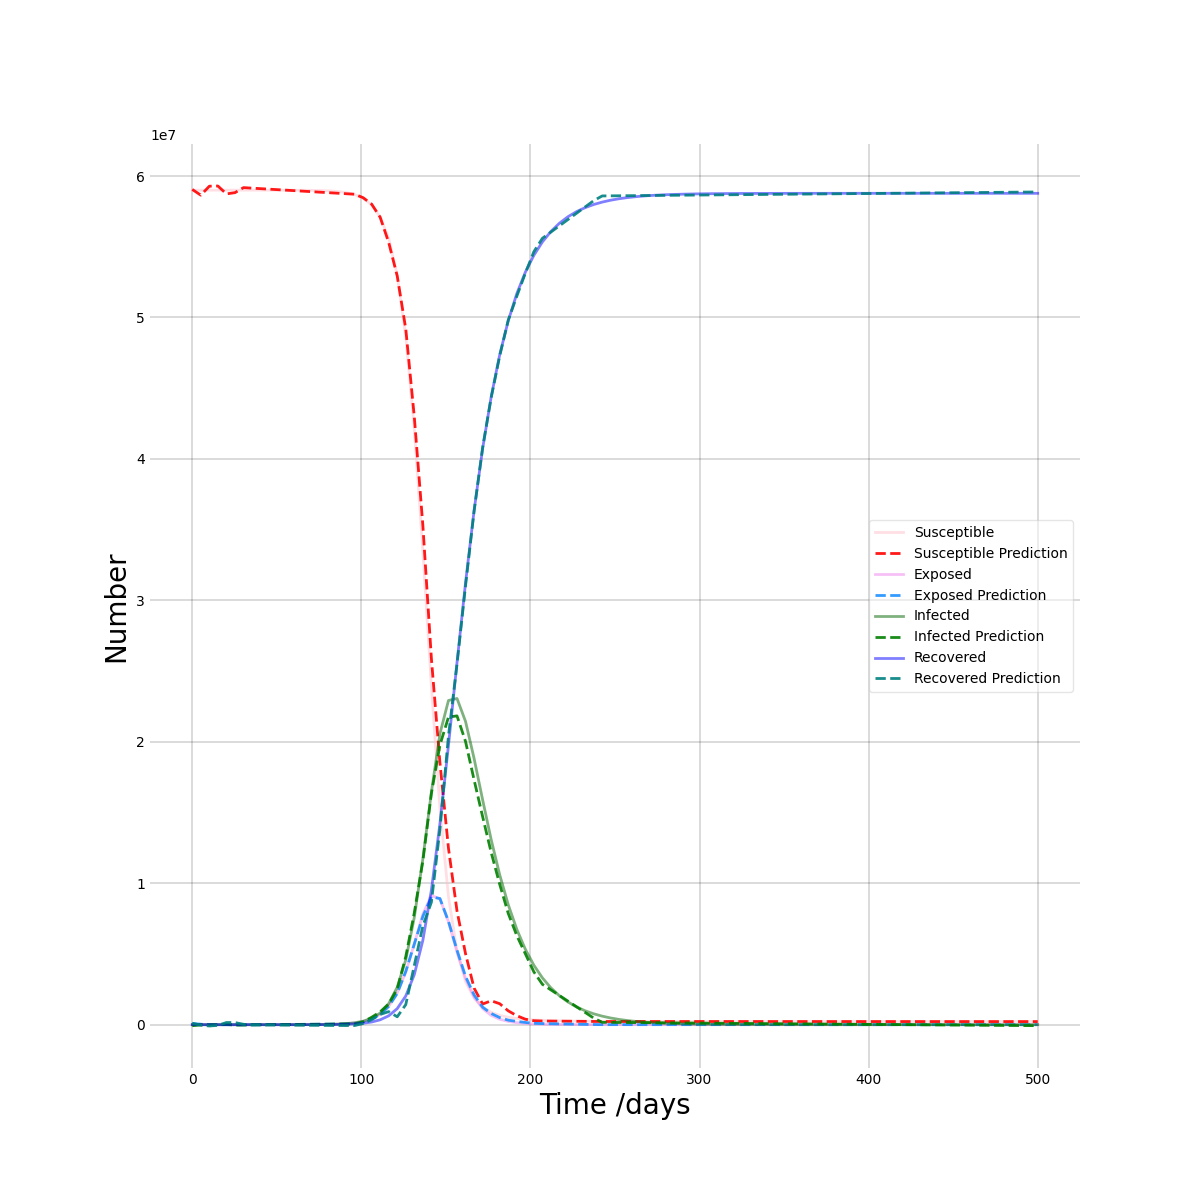 1e7
6
5
4
3
2
1
0
Number
0 100 200 300 400 500
Time /days
Susceptible
Susceptible Prediction
Exposed
Exposed Prediction
Infected
Infected Prediction
Recovered
Recovered Prediction